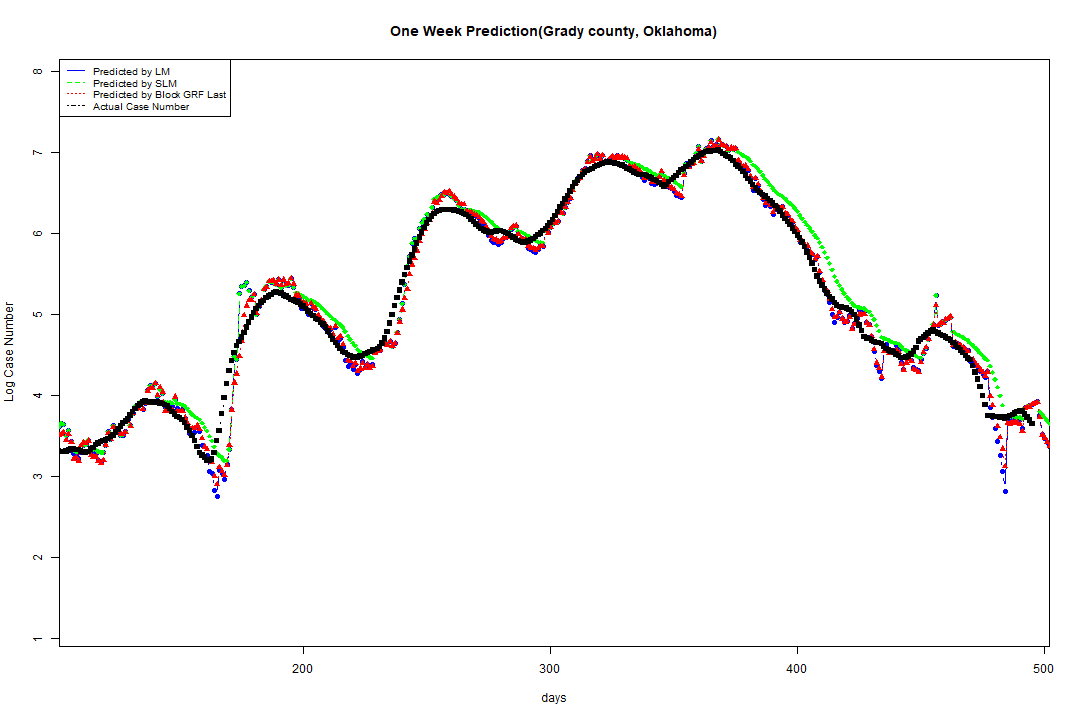 One Week Prediction(Grady county, Oklahoma)
Predicted by LM
Predicted by SLM
Predicted by Block GRF Last
Actual Case Number
8
7
6
5
4
3
2
1
Log Case Number
200
300
400
500
days